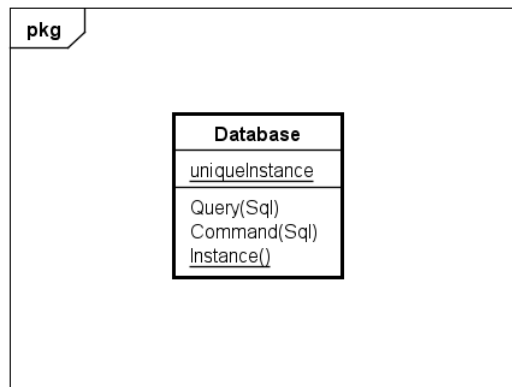 pkg
Database
uniqueInstance
Query(Sql)
Command(Sql)
Instance()